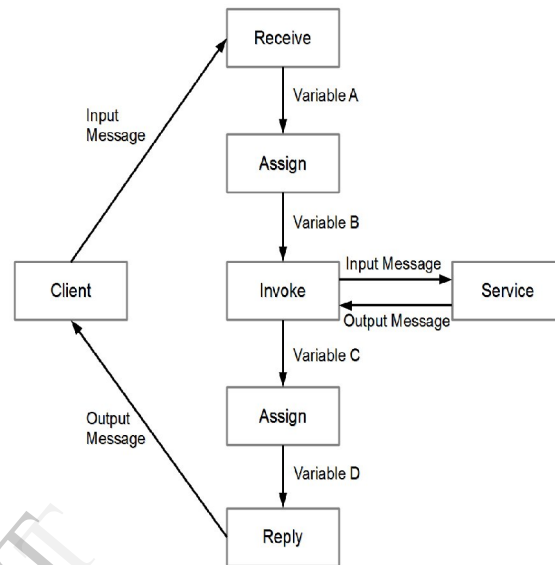 Receive
Variable A
Input
Message
Assign
Variable B
Client
Invoke
Input Message
Output Message
Service
Variable C
Output
Message
Assign
Variable D
Reply